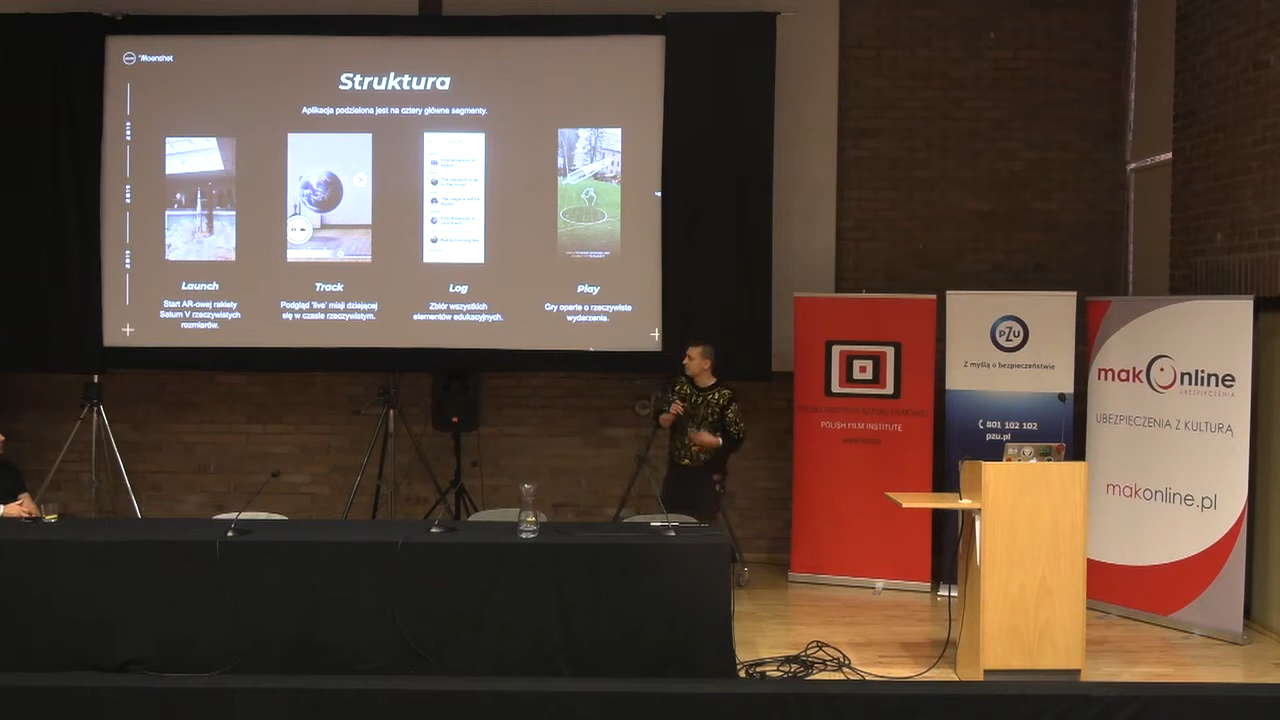 Moonshot
Struktura
Aplikacja podzielona jest na cztery główne segmenty.
Launch
Start AR-owej rakiety
Saturn V rzeczywistych
rozmiarów.
Track
Podgląd 'live' misji dziejącej
się w czasie rzeczywistym.
Log
Zbiór wszystkich
elementów edukacyjnych.
Play
Gry oparte o rzeczywiste
wydarzenia.
POLISH FILM INSTITUTE
PZU
Z myślą o bezpieczeństwie
801 102 102
pzu.pl
makOnline
UBEZPIECZENIA
UBEZPIECZENIA Z KULTURĄ
makonline.pl